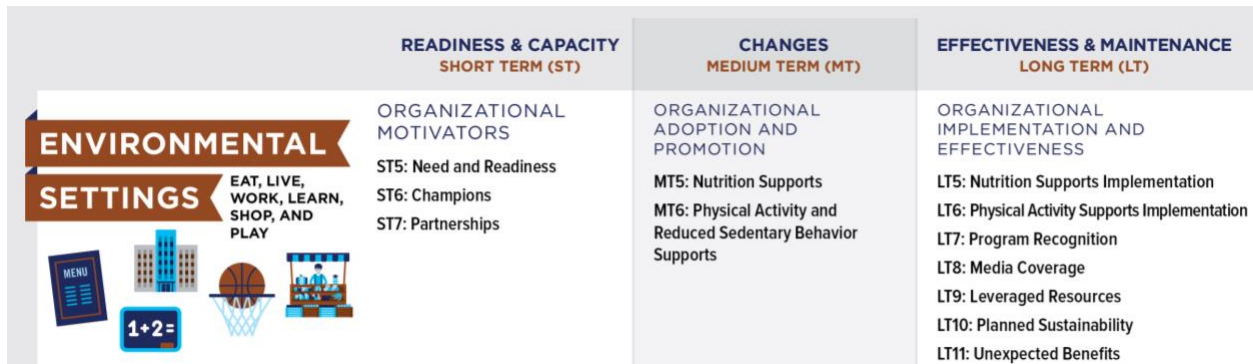 READINESS & CAPACITY
SHORT TERM (ST)
CHANGES
MEDIUM TERM (MT)
EFFECTIVENESS & MAINTENANCE
LONG TERM (LT)
ENVIRONMENTAL
SETTINGS
EAT, LIVE,
WORK, LEARN,
SHOP, AND
PLAY
MENU
1+2=
ORGANIZATIONAL
MOTIVATORS
ST5: Need and Readiness
ST6: Champions
ST7: Partnerships
ORGANIZATIONAL
ADOPTION AND
PROMOTION
MT5: Nutrition Supports
MT6: Physical Activity and
Reduced Sedentary Behavior
Supports
ORGANIZATIONAL
IMPLEMENTATION AND
EFFECTIVENESS
LT5: Nutrition Supports Implementation
LT6: Physical Activity Supports Implementation
LT7: Program Recognition
LT8: Media Coverage
LT9: Leveraged Resources
LT10: Planned Sustainability
LT11: Unexpected Benefits